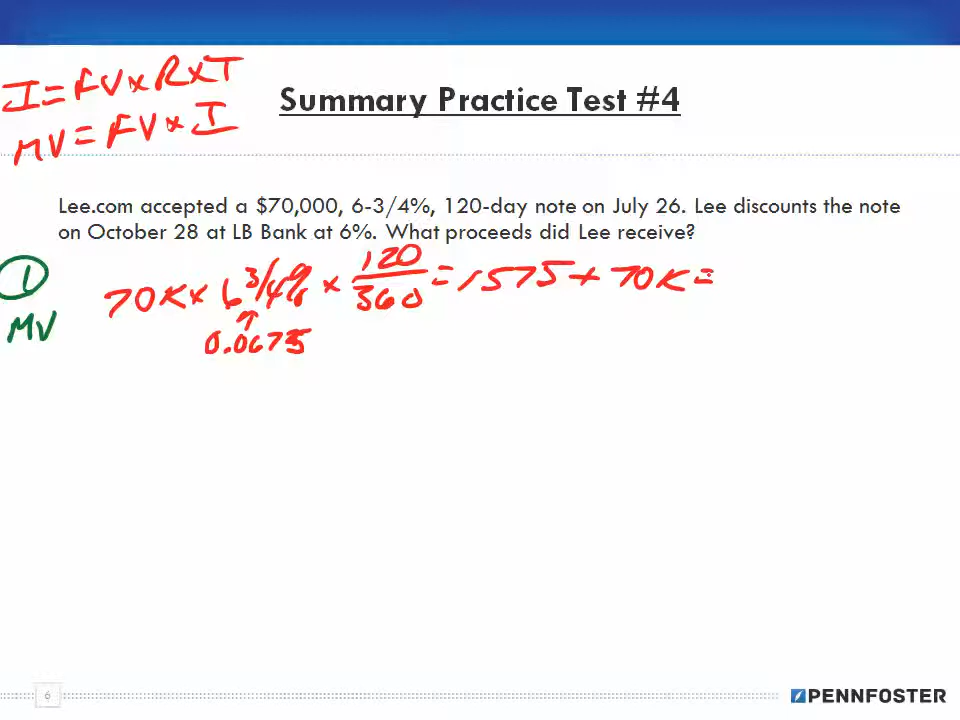 I = FV x R x T
MV = FV x I
Summary Practice Test #4
Lee.com accepted a $70,000, 6-3/4%, 120-day note on July 26. Lee discounts the note
on October 28 at LB Bank at 6%. What proceeds did Lee receive?
1
MV
70K x 6 3/4% x 120/360 = 1575 + 70K =
0.0675
6
PENNFOSTER